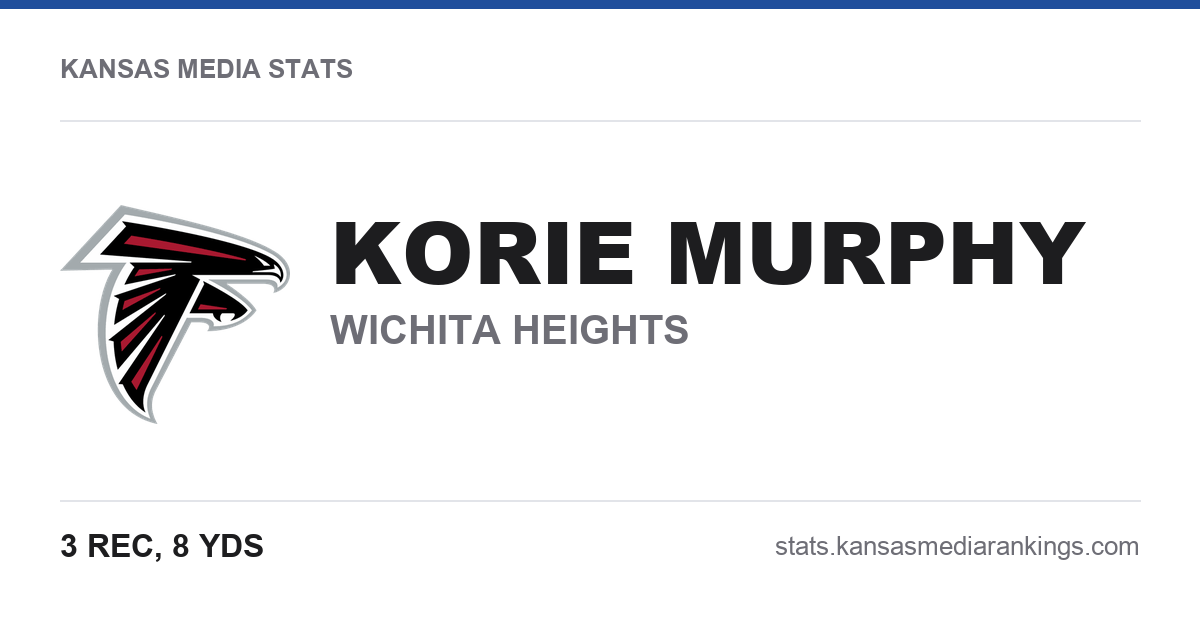 KANSAS MEDIA STATS
KORIE MURPHY
WICHITA HEIGHTS
3 REC, 8 YDS
stats.kansasmediarankings.com